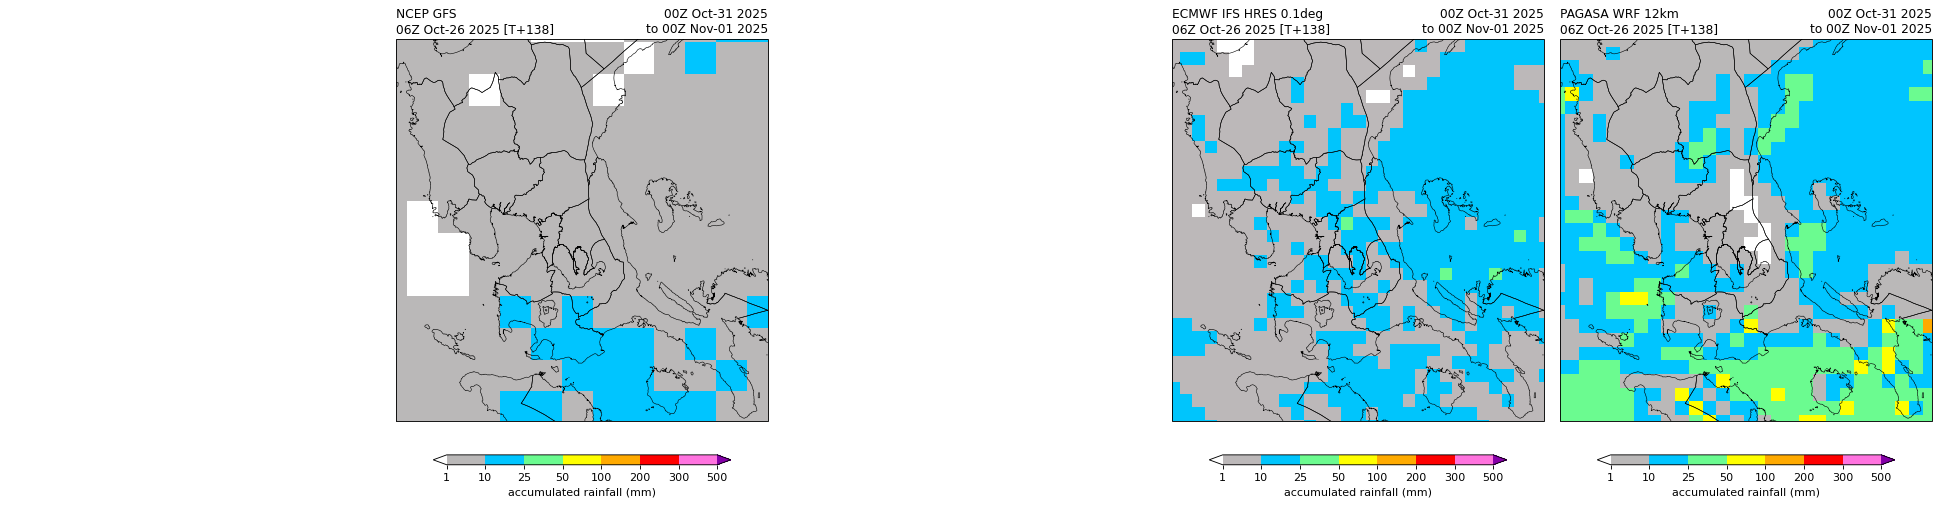 NCEP GFS 00Z Oct-31 2025
06Z Oct-26 2025 [T+138] to 00Z Nov-01 2025
1 10 25 50 100 200 300 500
accumulated rainfall (mm)
ECMWF IFS HRES 0.1deg 00Z Oct-31 2025
06Z Oct-26 2025 [T+138] to 00Z Nov-01 2025
1 10 25 50 100 200 300 500
accumulated rainfall (mm)
PAGASA WRF 12km 00Z Oct-31 2025
06Z Oct-26 2025 [T+138] to 00Z Nov-01 2025
1 10 25 50 100 200 300 500
accumulated rainfall (mm)